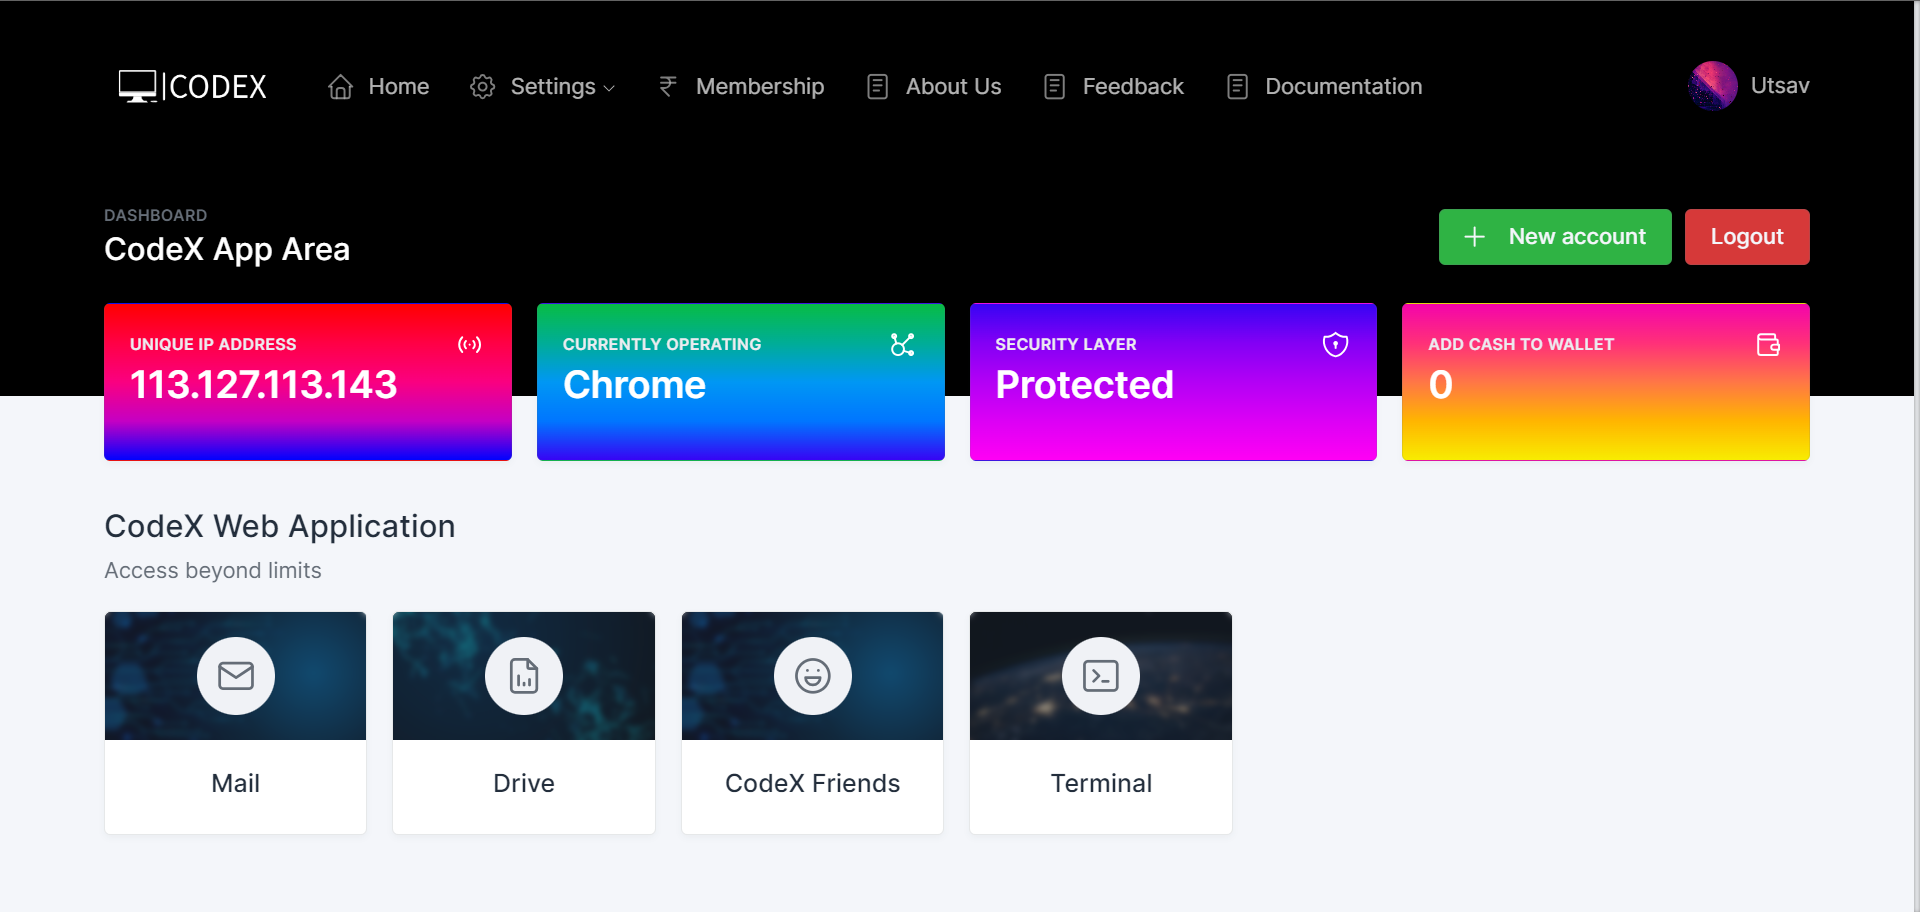 CODEX
Home
Settings
Membership
About Us
Feedback
Documentation
Utsav
DASHBOARD
CodeX App Area
New account
Logout
UNIQUE IP ADDRESS
113.127.113.143
CURRENTLY OPERATING
Chrome
SECURITY LAYER
Protected
ADD CASH TO WALLET
0
CodeX Web Application
Access beyond limits
Mail
Drive
CodeX Friends
Terminal